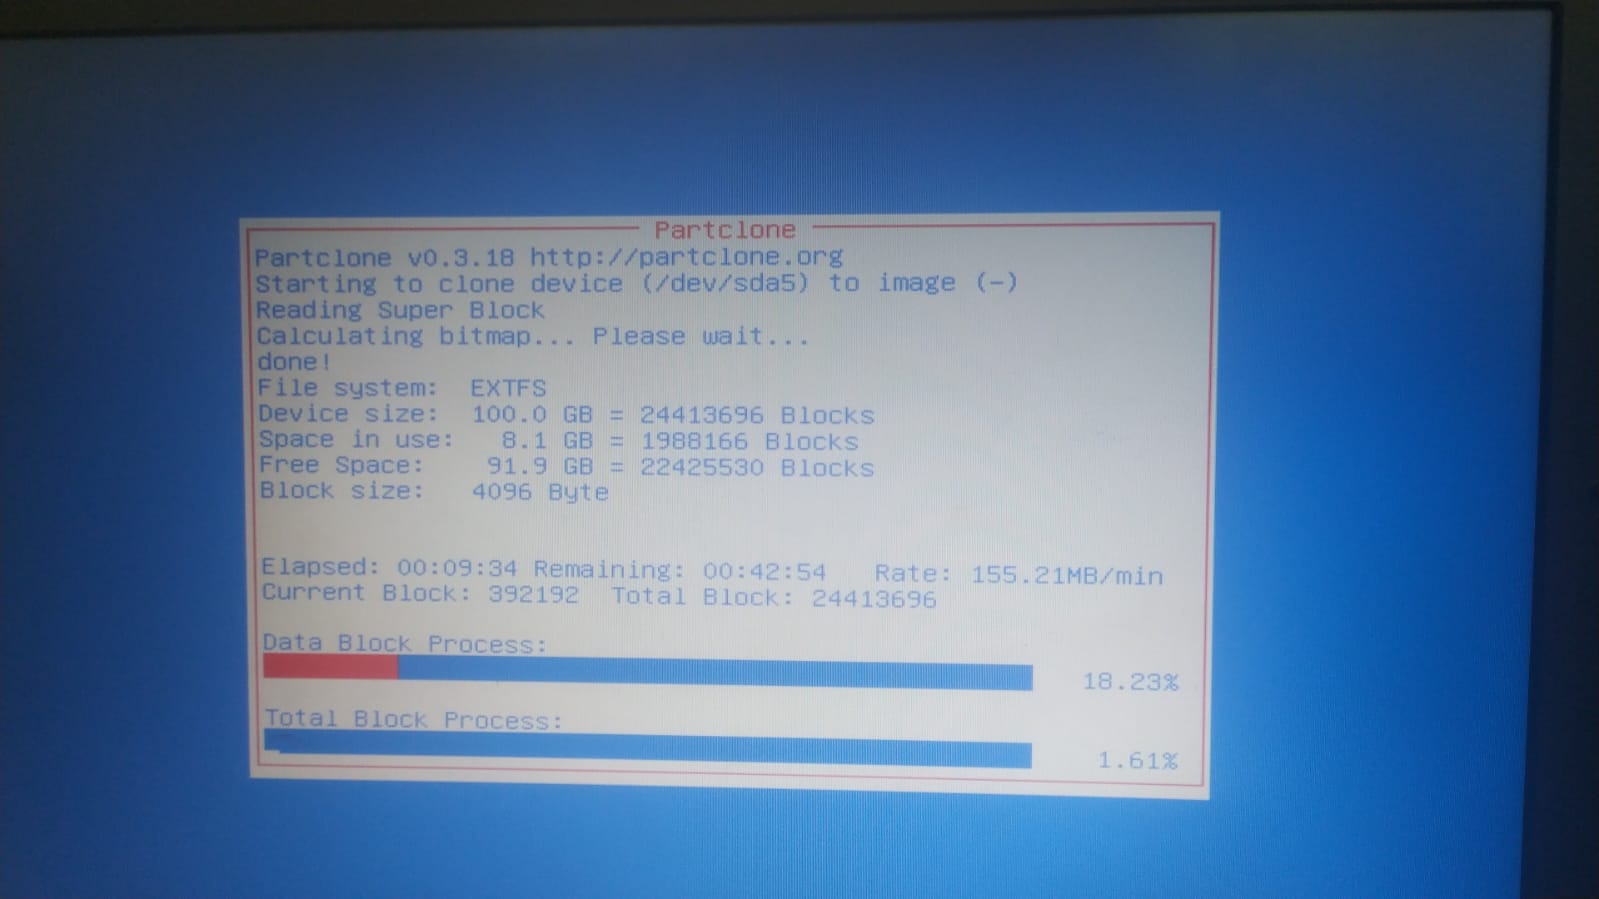 Partclone
Partclone v0.3.18 http://partclone.org
Starting to clone device (/dev/sda5) to image (-)
Reading Super Block
Calculating bitmap... Please wait...
done!
File system:  EXTFS
Device size:  100.0 GB = 24413696 Blocks
Space in use:   8.1 GB = 1988166 Blocks
Free Space:    91.9 GB = 22425530 Blocks
Block size:   4096 Byte
Elapsed: 00:09:34 Remaining: 00:42:54   Rate: 155.21MB/min
Current Block: 392192  Total Block: 24413696
Data Block Process:
18.23%
Total Block Process:
1.61%